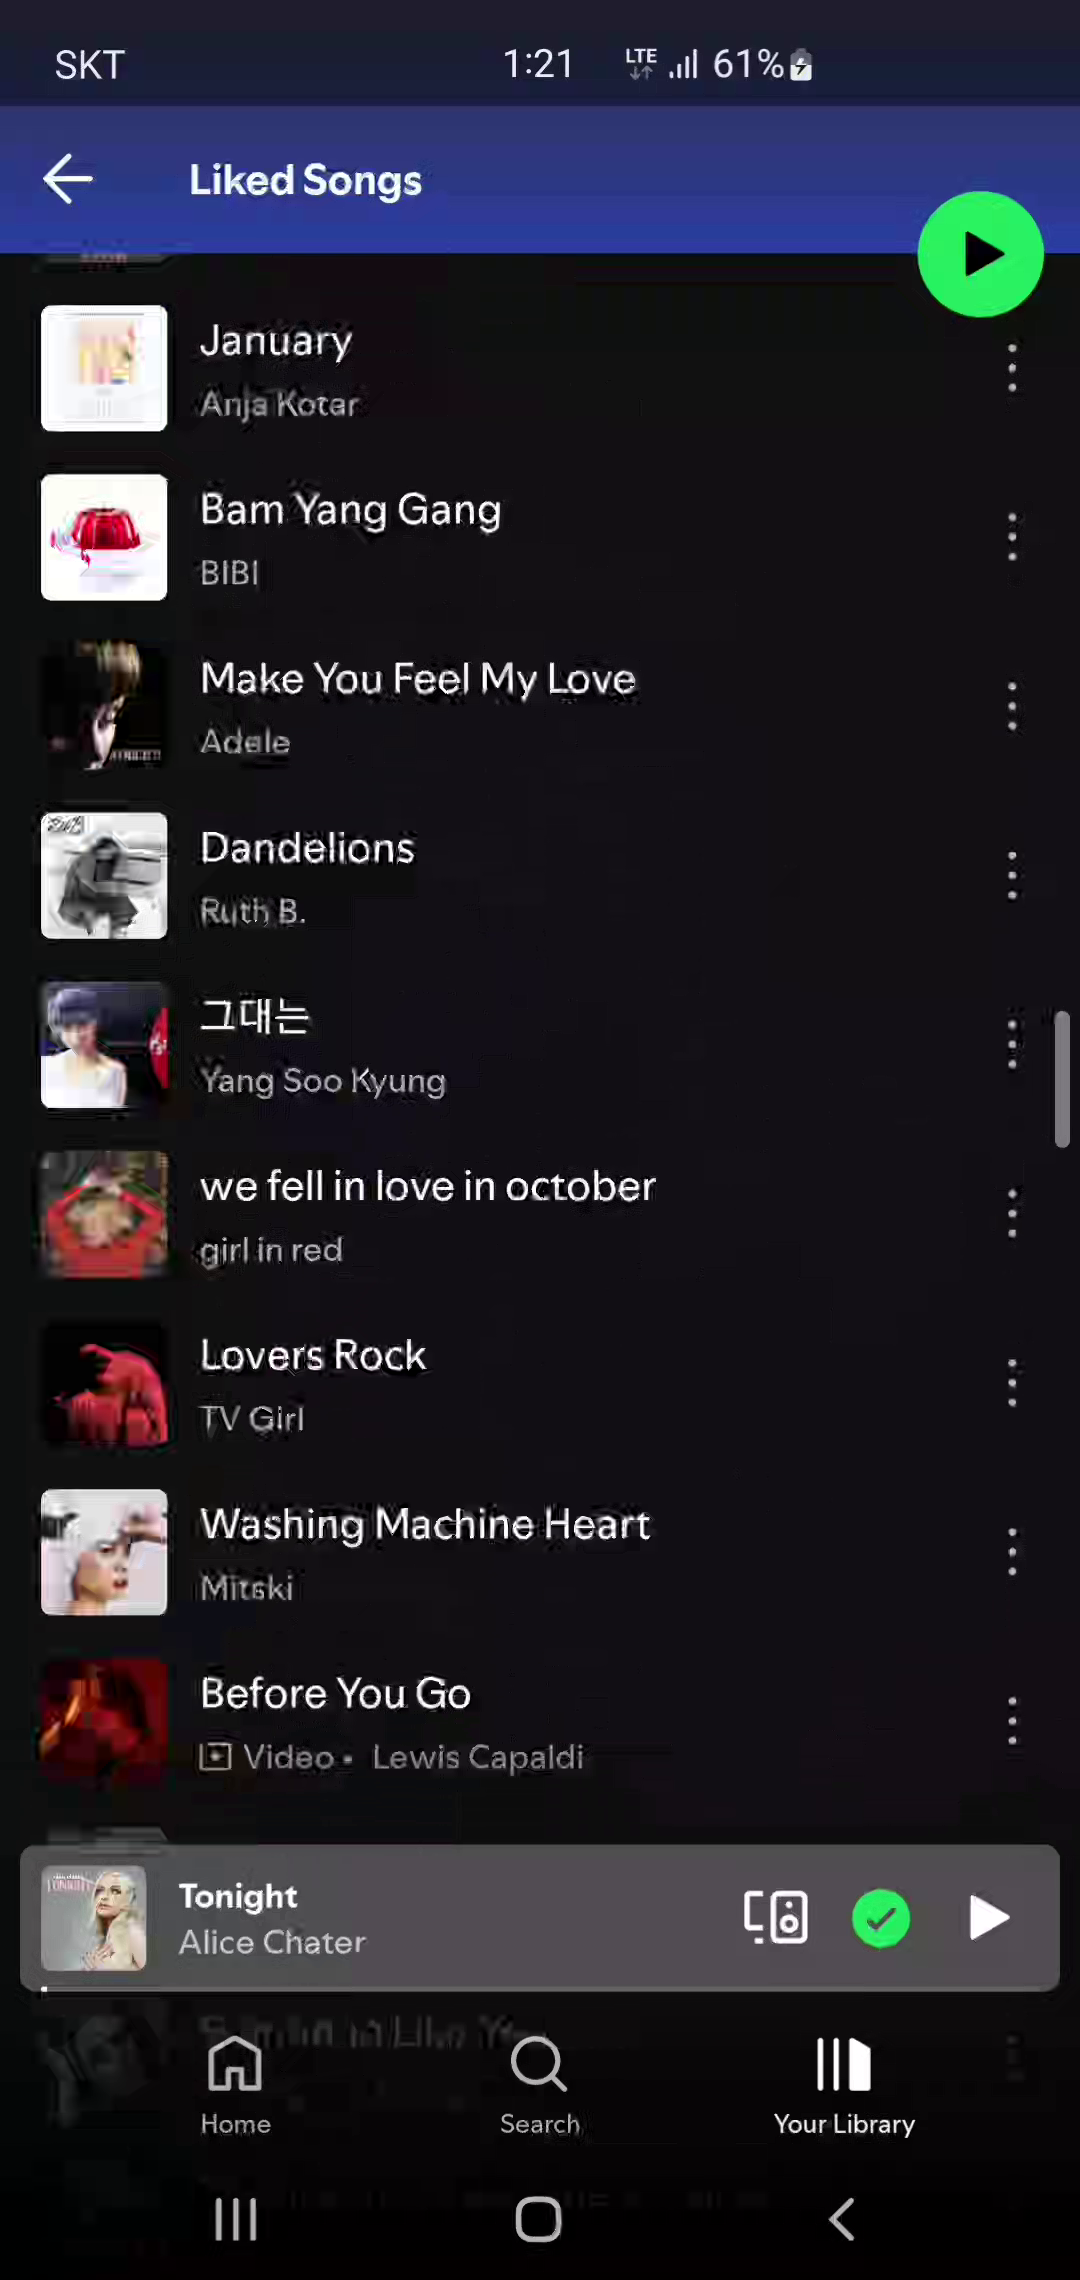 SKT 1:21 LTE 61%
Liked Songs
January
Anja Kotar
Bam Yang Gang
BIBI
Make You Feel My Love
Adele
Dandelions
Ruth B.
그대는
Yang Soo Kyung
we fell in love in october
girl in red
Lovers Rock
TV Girl
Washing Machine Heart
Mitski
Before You Go
Video • Lewis Capaldi
TONIGHT
Tonight
Alice Chater
Home Search Your Library